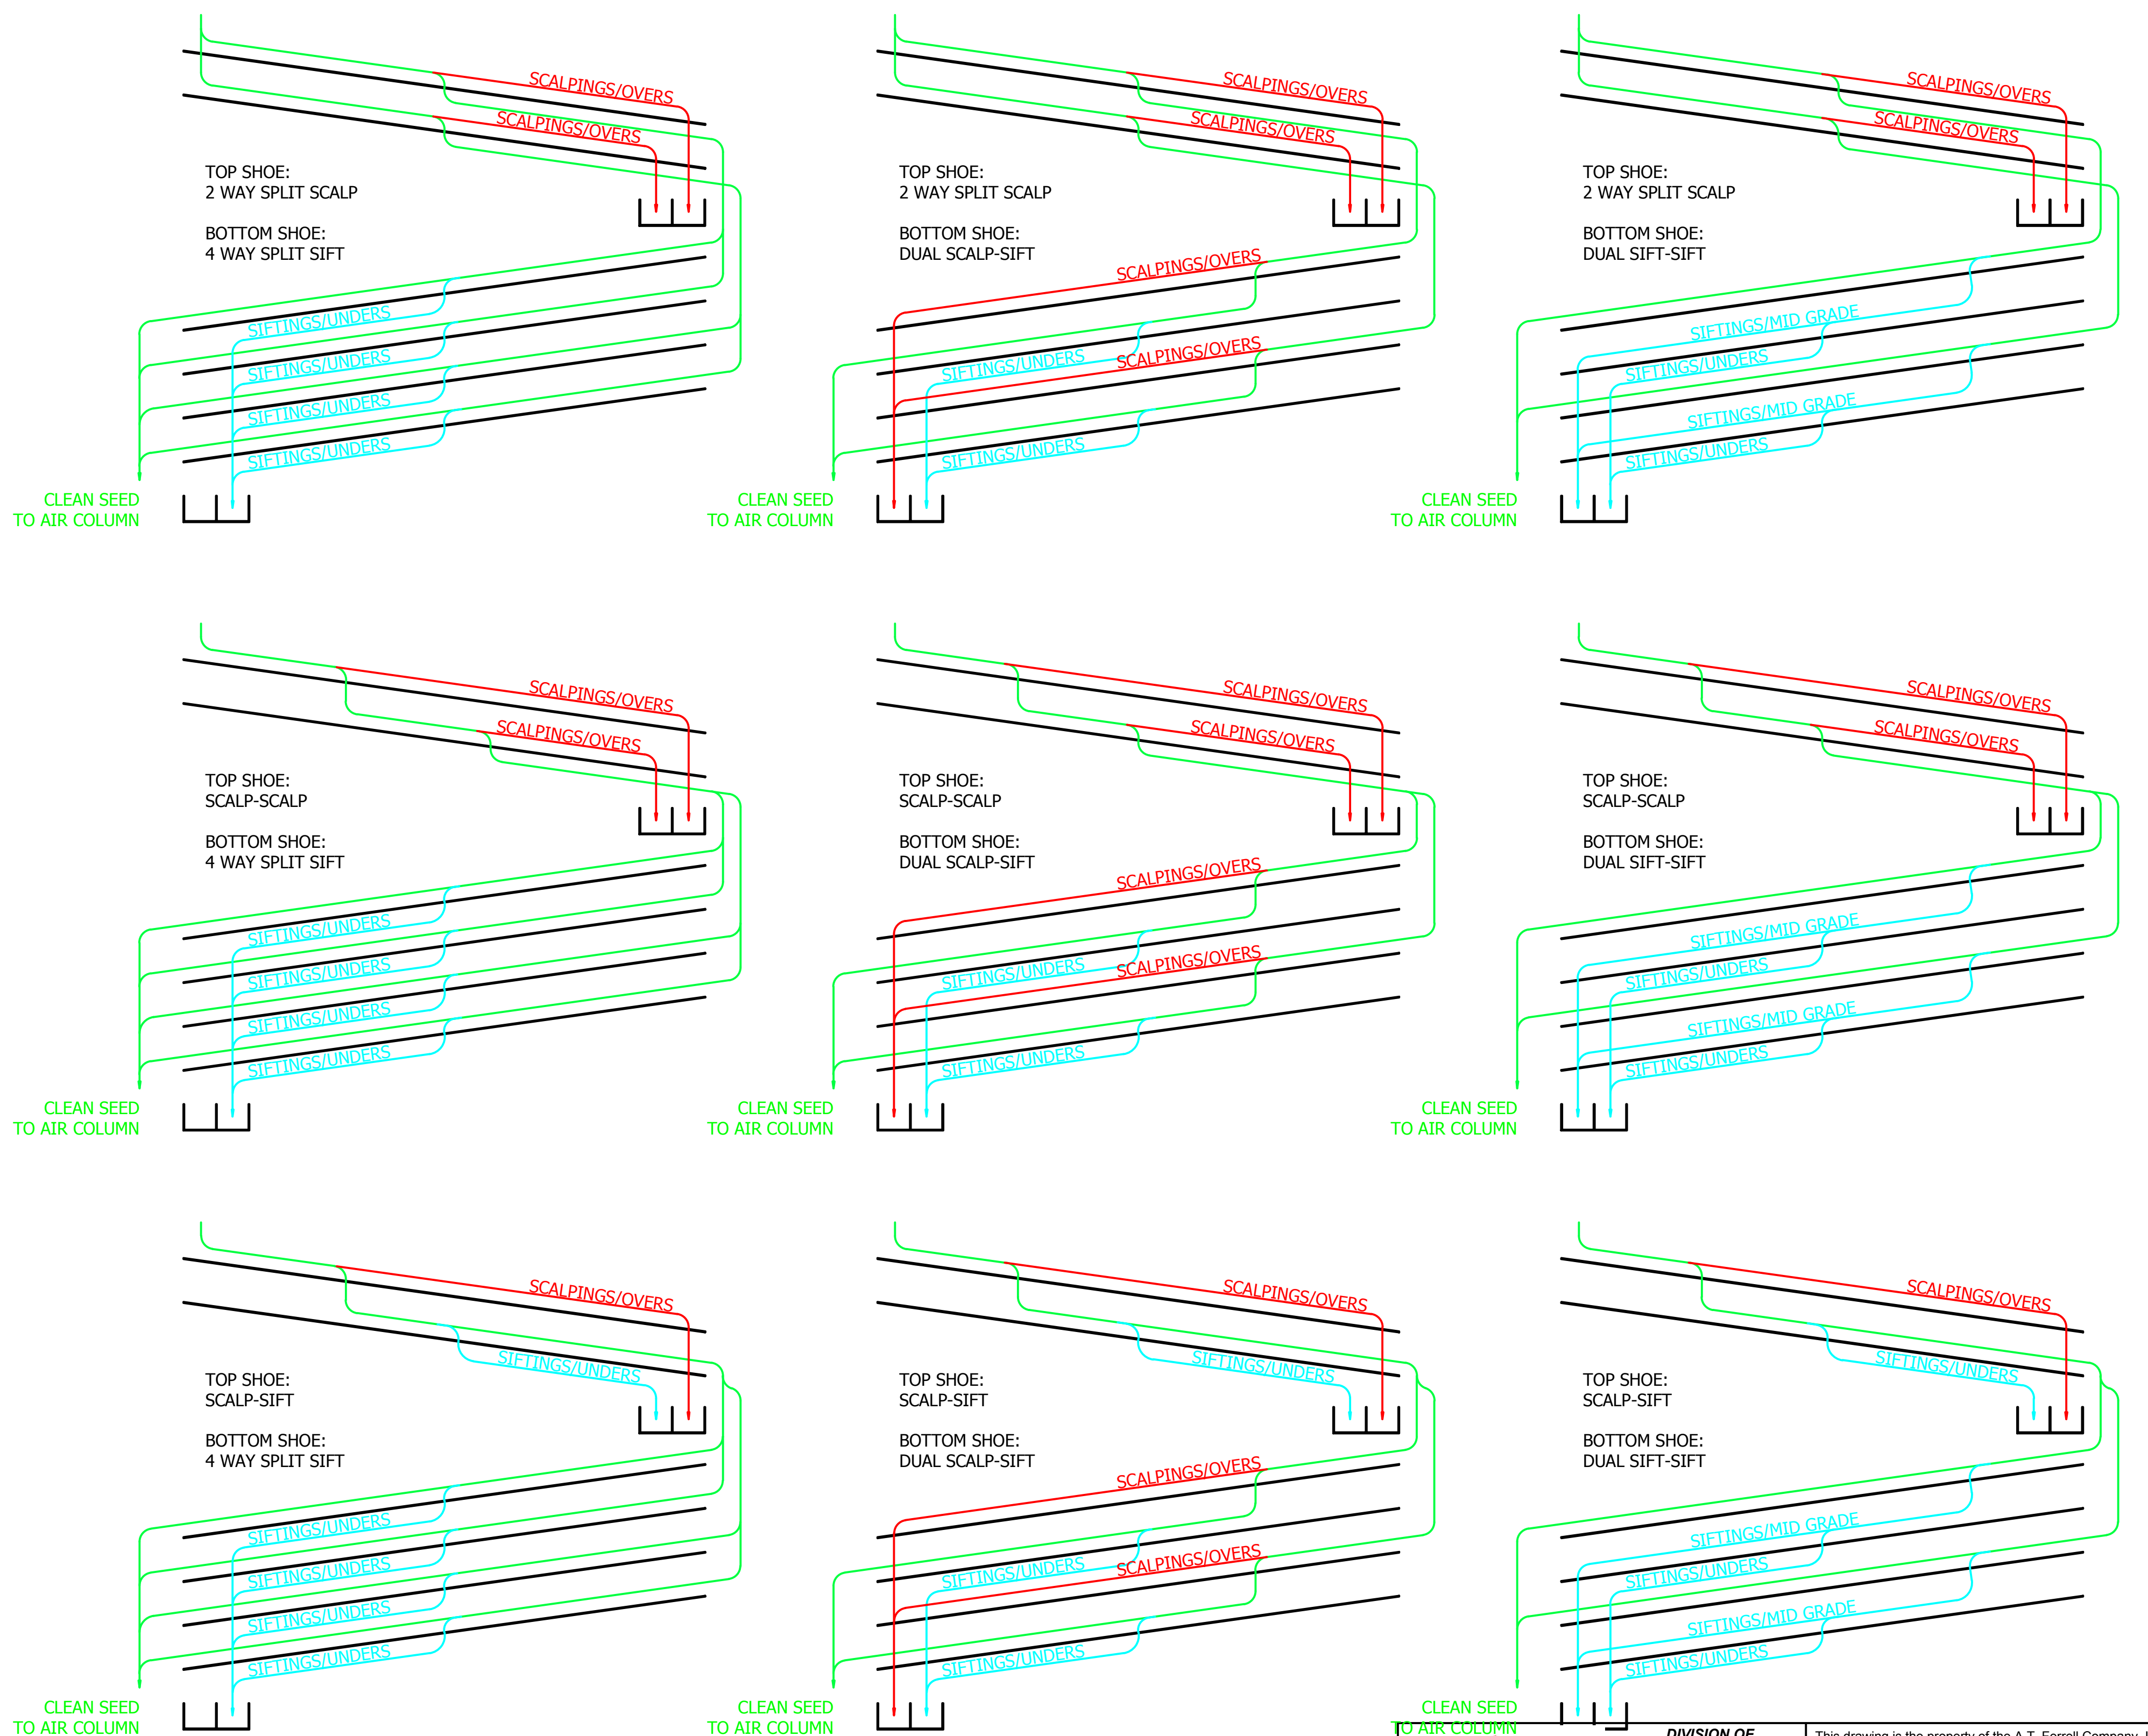 SCALPINGS/OVERS
SCALPINGS/OVERS
TOP SHOE:
2 WAY SPLIT SCALP
BOTTOM SHOE:
4 WAY SPLIT SIFT
SIFTINGS/UNDERS
SIFTINGS/UNDERS
SIFTINGS/UNDERS
SIFTINGS/UNDERS
CLEAN SEED
TO AIR COLUMN
SCALPINGS/OVERS
SCALPINGS/OVERS
TOP SHOE:
2 WAY SPLIT SCALP
BOTTOM SHOE:
DUAL SCALP-SIFT
SCALPINGS/OVERS
SIFTINGS/UNDERS
SCALPINGS/OVERS
SIFTINGS/UNDERS
CLEAN SEED
TO AIR COLUMN
SCALPINGS/OVERS
SCALPINGS/OVERS
TOP SHOE:
2 WAY SPLIT SCALP
BOTTOM SHOE:
DUAL SIFT-SIFT
SIFTINGS/MID GRADE
SIFTINGS/UNDERS
SIFTINGS/MID GRADE
SIFTINGS/UNDERS
CLEAN SEED
TO AIR COLUMN
SCALPINGS/OVERS
SCALPINGS/OVERS
TOP SHOE:
SCALP-SCALP
BOTTOM SHOE:
4 WAY SPLIT SIFT
SIFTINGS/UNDERS
SIFTINGS/UNDERS
SIFTINGS/UNDERS
SIFTINGS/UNDERS
CLEAN SEED
TO AIR COLUMN
SCALPINGS/OVERS
SCALPINGS/OVERS
TOP SHOE:
SCALP-SCALP
BOTTOM SHOE:
DUAL SCALP-SIFT
SCALPINGS/OVERS
SIFTINGS/UNDERS
SCALPINGS/OVERS
SIFTINGS/UNDERS
CLEAN SEED
TO AIR COLUMN
SCALPINGS/OVERS
SCALPINGS/OVERS
TOP SHOE:
SCALP-SCALP
BOTTOM SHOE:
DUAL SIFT-SIFT
SIFTINGS/MID GRADE
SIFTINGS/UNDERS
SIFTINGS/MID GRADE
SIFTINGS/UNDERS
CLEAN SEED
TO AIR COLUMN
SCALPINGS/OVERS
SIFTINGS/UNDERS
TOP SHOE:
SCALP-SIFT
BOTTOM SHOE:
4 WAY SPLIT SIFT
SIFTINGS/UNDERS
SIFTINGS/UNDERS
SIFTINGS/UNDERS
SIFTINGS/UNDERS
CLEAN SEED
TO AIR COLUMN
SCALPINGS/OVERS
SIFTINGS/UNDERS
TOP SHOE:
SCALP-SIFT
BOTTOM SHOE:
DUAL SCALP-SIFT
SCALPINGS/OVERS
SIFTINGS/UNDERS
SCALPINGS/OVERS
SIFTINGS/UNDERS
CLEAN SEED
TO AIR COLUMN
SCALPINGS/OVERS
SIFTINGS/UNDERS
TOP SHOE:
SCALP-SIFT
BOTTOM SHOE:
DUAL SIFT-SIFT
SIFTINGS/MID GRADE
SIFTINGS/UNDERS
SIFTINGS/MID GRADE
SIFTINGS/UNDERS
CLEAN SEED
TO AIR COLUMN
DIVISION OF
This drawing is the property of the A.T. Ferrell Company,